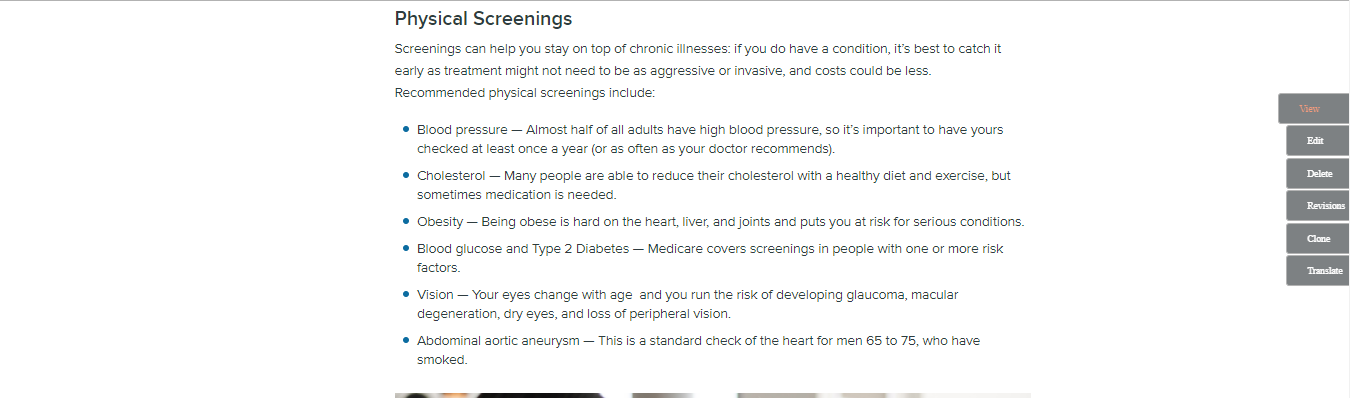 Physical Screenings
Screenings can help you stay on top of chronic illnesses: if you do have a condition, it's best to catch it
early as treatment might not need to be as aggressive or invasive, and costs could be less.
Recommended physical screenings include:
Blood pressure — Almost half of all adults have high blood pressure, so it's important to have yours
checked at least once a year (or as often as your doctor recommends).
Cholesterol — Many people are able to reduce their cholesterol with a healthy diet and exercise, but
sometimes medication is needed.
Obesity — Being obese is hard on the heart, liver, and joints and puts you at risk for serious conditions.
Blood glucose and Type 2 Diabetes — Medicare covers screenings in people with one or more risk
factors.
Vision — Your eyes change with age  and you run the risk of developing glaucoma, macular
degeneration, dry eyes, and loss of peripheral vision.
Abdominal aortic aneurysm — This is a standard check of the heart for men 65 to 75, who have
smoked.
View
Edit
Delete
Revisions
Clone
Translate